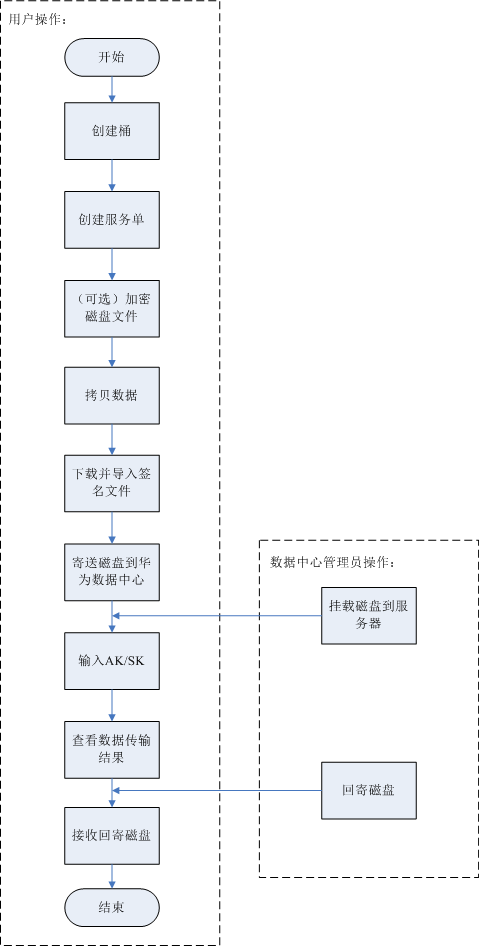 用户操作：
开始
创建桶
创建服务单
（可选）加密
磁盘文件
拷贝数据
下载并导入签
名文件
寄送磁盘到华
为数据中心
数据中心管理员操作：
挂载磁盘到服
务器
输入AK/SK
查看数据传输
结果
回寄磁盘
接收回寄磁盘
结束